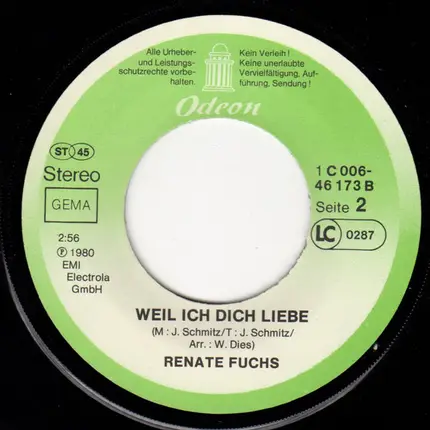 Alle Urheber-
und Leistungs-
schutzrechte vorbe-
halten.
Kein Verleih!
Keine unerlaubte
Vervielfältigung, Auf-
führung, Sendung!
Odeon
ST 45
Stereo
GEMA
2:56
Ⓟ 1980
EMI
Electrola
GmbH
1 C 006-
46 173 B
Seite 2
LC 0287
WEIL ICH DICH LIEBE
(M: J. Schmitz/T: J. Schmitz/
Arr.: W. Dies)
RENATE FUCHS